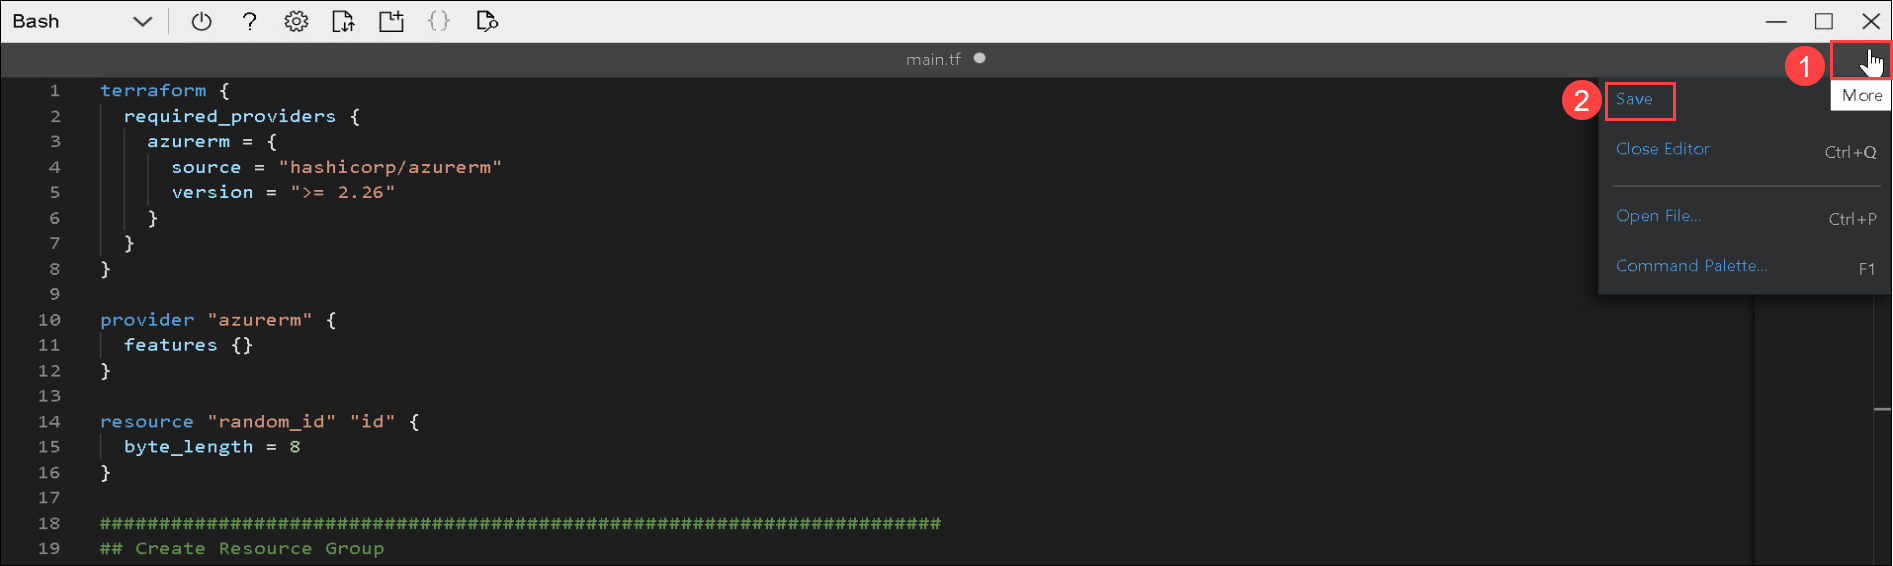 Bash
?
{}
main.tf
1
More
2
Save
Close Editor Ctrl+Q
Open File... Ctrl+P
Command Palette... F1
1 terraform {
2 required_providers {
3 azurerm = {
4 source = "hashicorp/azurerm"
5 version = ">= 2.26"
6 }
7 }
8 }
9
10 provider "azurerm" {
11 features {}
12 }
13
14 resource "random_id" "id" {
15 byte_length = 8
16 }
17
18 #######################################################################
19 ## Create Resource Group